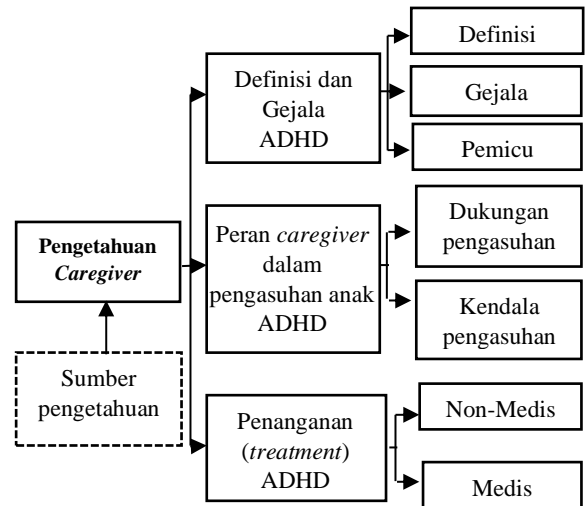 Pengetahuan
Caregiver
Sumber
pengetahuan
Definisi dan
Gejala
ADHD
Definisi
Gejala
Pemicu
Peran caregiver
dalam
pengasuhan anak
ADHD
Dukungan
pengasuhan
Kendala
pengasuhan
Penanganan
(treatment)
ADHD
Non-Medis
Medis